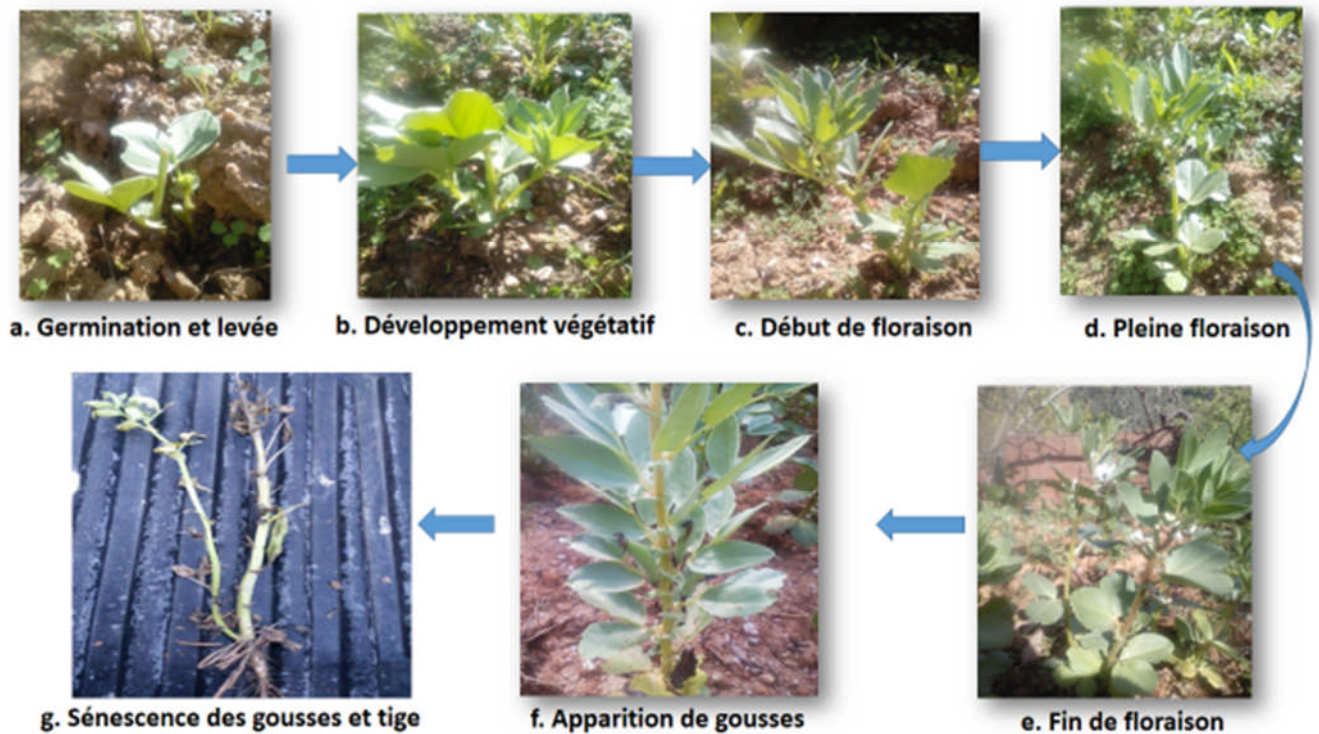 a. Germination et levée
b. Développement végétatif
c. Début de floraison
d. Pleine floraison
g. Sénescence des gousses et tige
f. Apparition de gousses
e. Fin de floraison